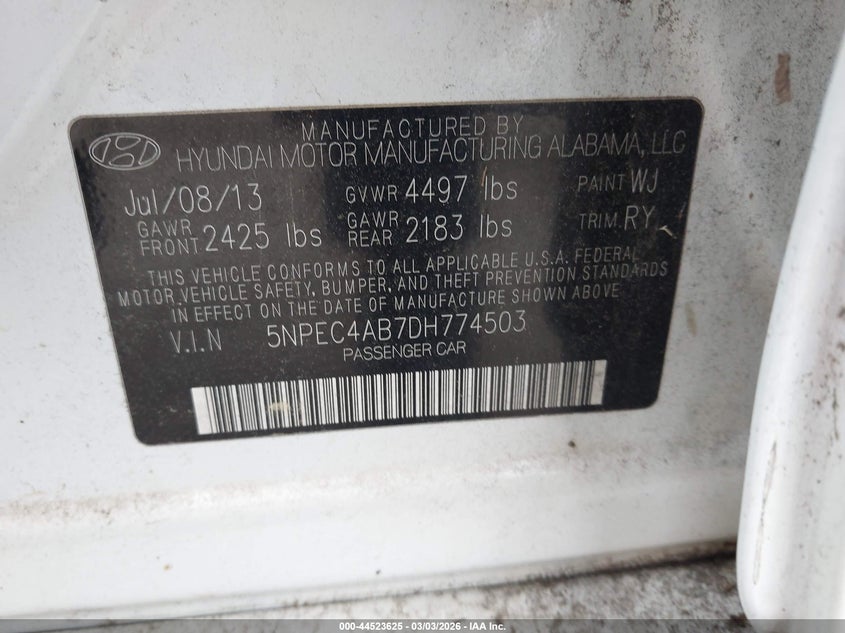 MANUFACTURED BY
HYUNDAI MOTOR MANUFACTURING ALABAMA, LLC
Jul/08/13 GVWR 4497 lbs PAINT WJ
GAWR FRONT 2425 lbs GAWR REAR 2183 lbs TRIM RY
THIS VEHICLE CONFORMS TO ALL APPLICABLE U.S.A. FEDERAL
MOTOR VEHICLE SAFETY, BUMPER, AND THEFT PREVENTION STANDARDS
IN EFFECT ON THE DATE OF MANUFACTURE SHOWN ABOVE
V.I.N 5NPEC4AB7DH774503
PASSENGER CAR
000-44523625 - 03/03/2026 - IAA Inc.